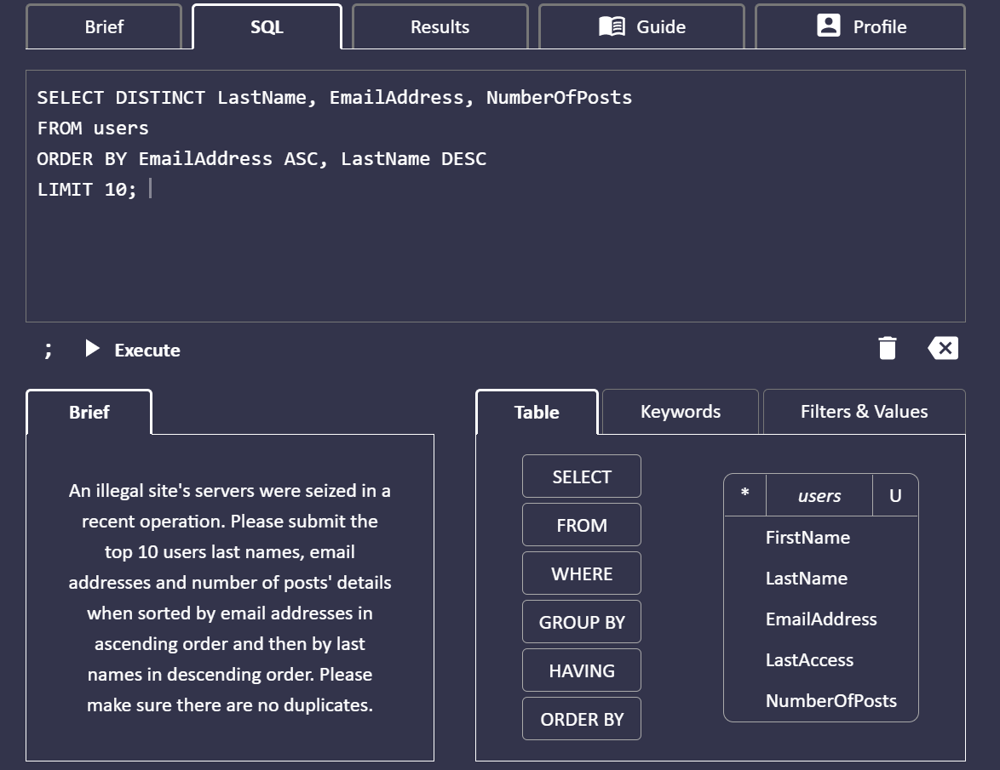 Brief
SQL
Results
Guide
Profile
SELECT DISTINCT LastName, EmailAddress, NumberOfPosts
FROM users
ORDER BY EmailAddress ASC, LastName DESC
LIMIT 10;
;
Execute
Brief
An illegal site's servers were seized in a
recent operation. Please submit the
top 10 users last names, email
addresses and number of posts' details
when sorted by email addresses in
ascending order and then by last
names in descending order. Please
make sure there are no duplicates.
Table
Keywords
Filters & Values
SELECT
FROM
WHERE
GROUP BY
HAVING
ORDER BY
* users U
FirstName
LastName
EmailAddress
LastAccess
NumberOfPosts